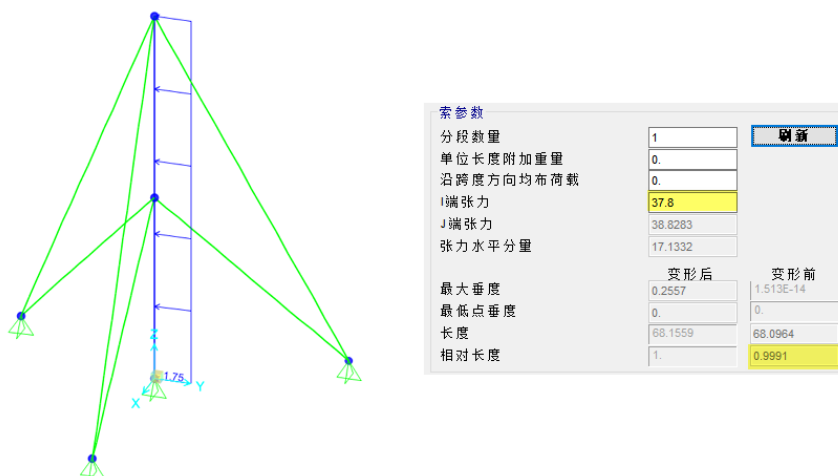 1.75
Z
Y
X
索参数
分段数量 1 刷新
单位长度附加重量 0.
沿跨度方向均布荷载 0.
I端张力 37.8
J端张力 38.8283
张力水平分量 17.1332
变形后 变形前
最大垂度 0.2557 1.513E-14
最低点垂度 0. 0.
长度 68.1559 68.0964
相对长度 1. 0.9991